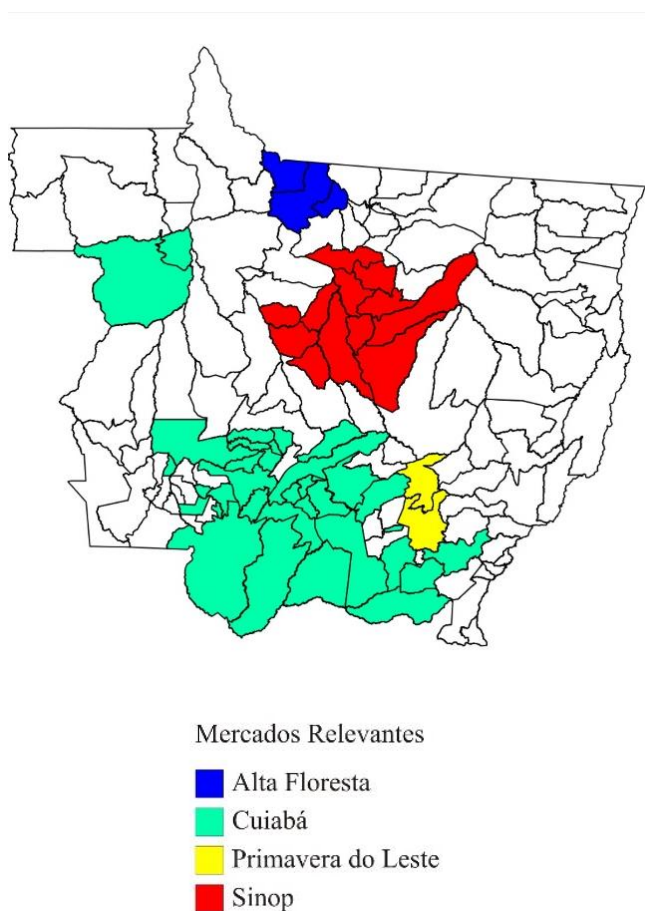 Mercados Relevantes
Alta Floresta
Cuiabá
Primavera do Leste
Sinop